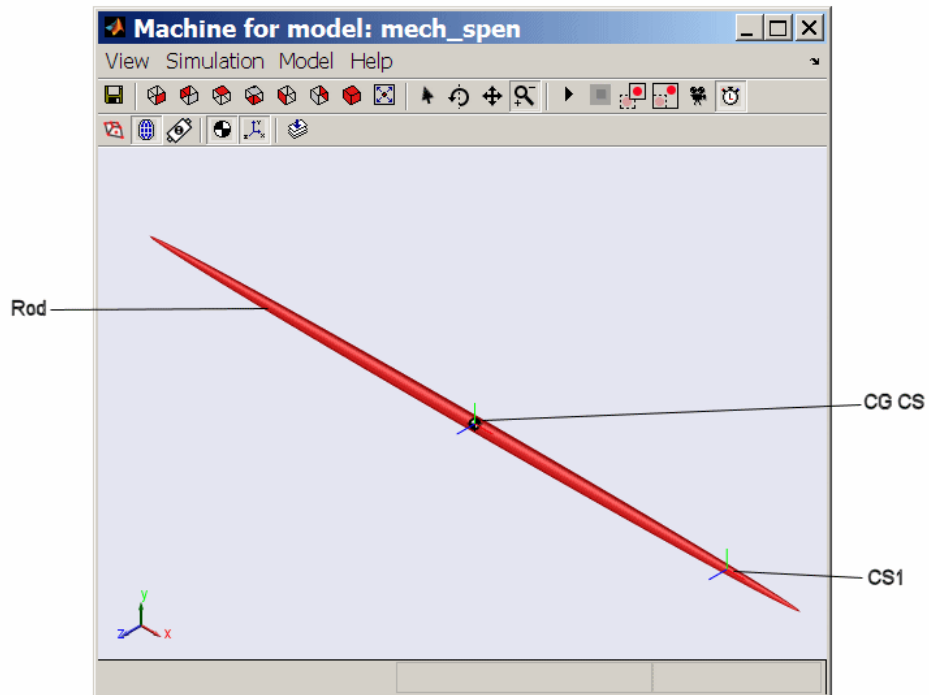 Machine for model: mech_spen
View Simulation Model Help
Rod
CG CS
CS1
y
z x